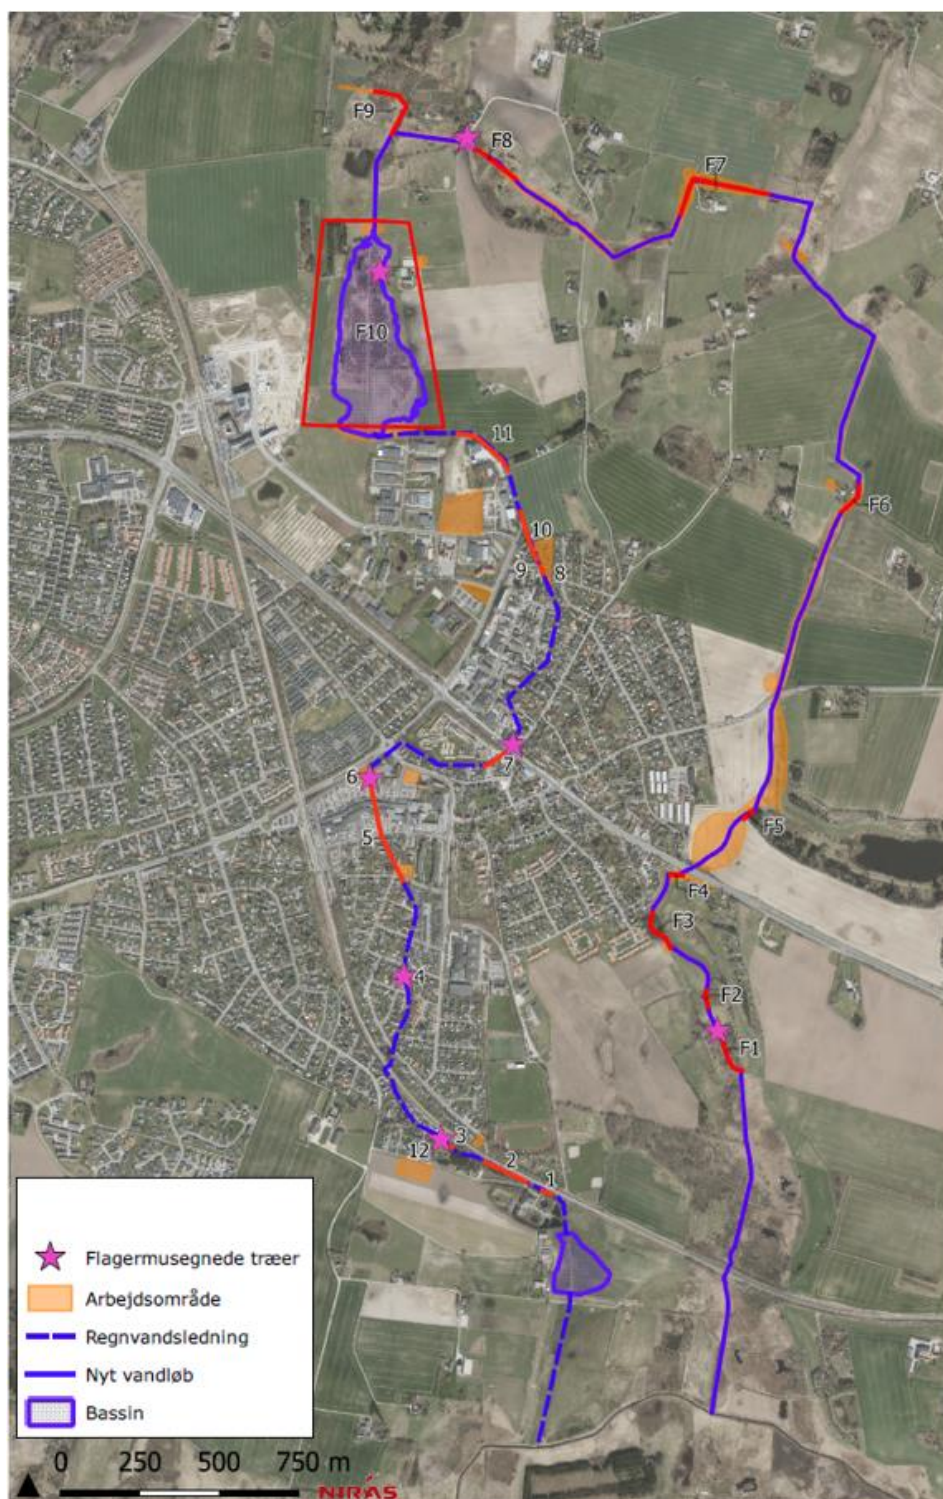 F9
F8
F7
F10
11
F6
10
9
8
7
6
5
F5
F4
F3
4
F2
F1
3
12
2
1
Flagermusegnede træer
Arbejdsområde
Regnvandsledning
Nyt vandløb
Bassin
0 250 500 750 m
NIRÁS